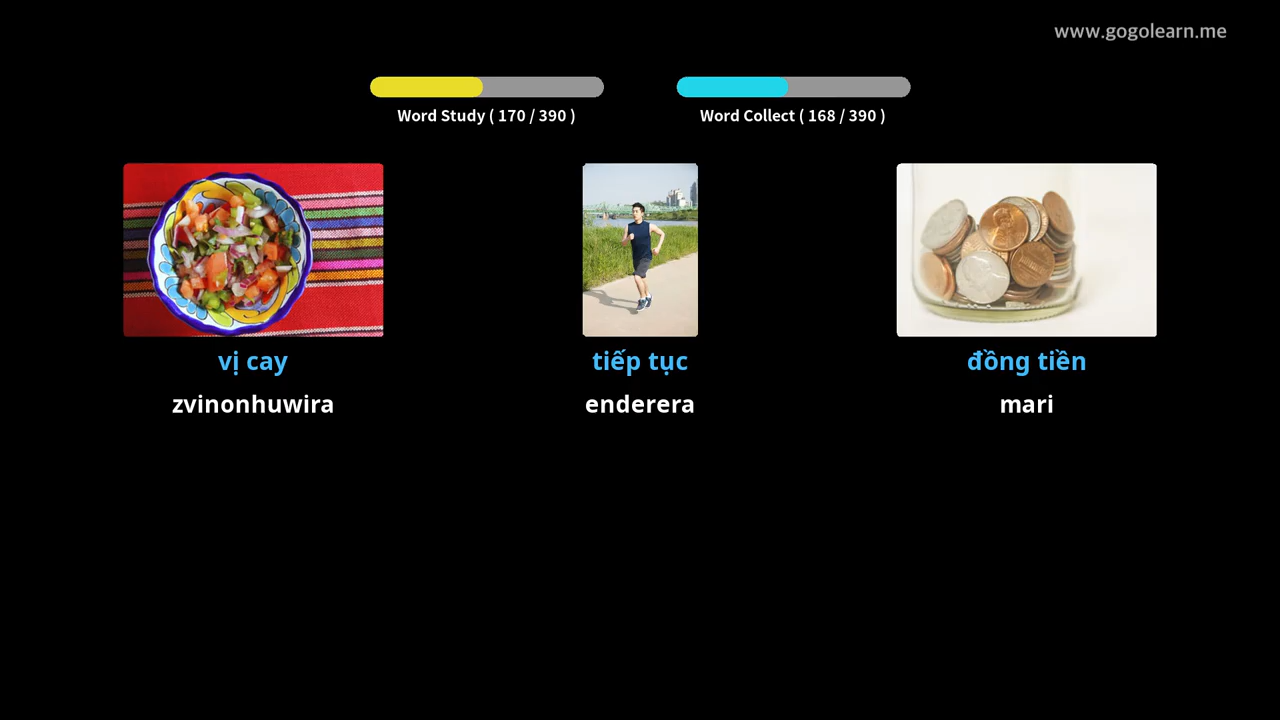 www.gogolearn.me
Word Study ( 170 / 390 )
Word Collect ( 168 / 390 )
vị cay
tiếp tục
đồng tiền
zvinonhuwira
enderera
mari